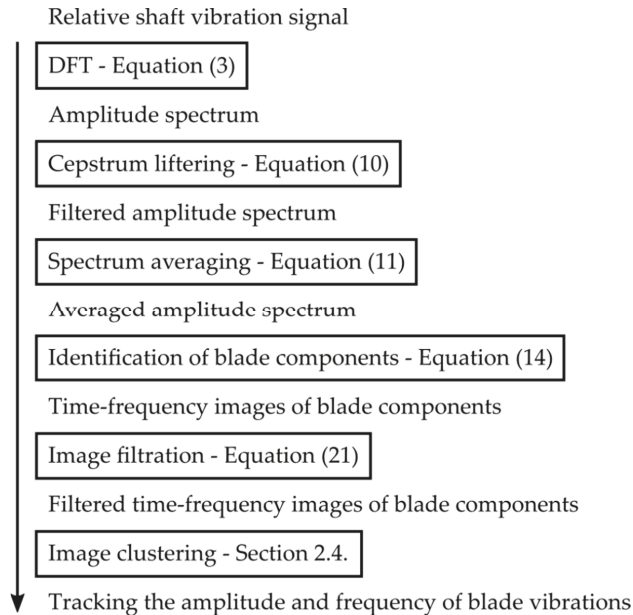 Relative shaft vibration signal
DFT - Equation (3)
Amplitude spectrum
Cepstrum liftering - Equation (10)
Filtered amplitude spectrum
Spectrum averaging - Equation (11)
Averaged amplitude spectrum
Identification of blade components - Equation (14)
Time-frequency images of blade components
Image filtration - Equation (21)
Filtered time-frequency images of blade components
Image clustering - Section 2.4.
Tracking the amplitude and frequency of blade vibrations